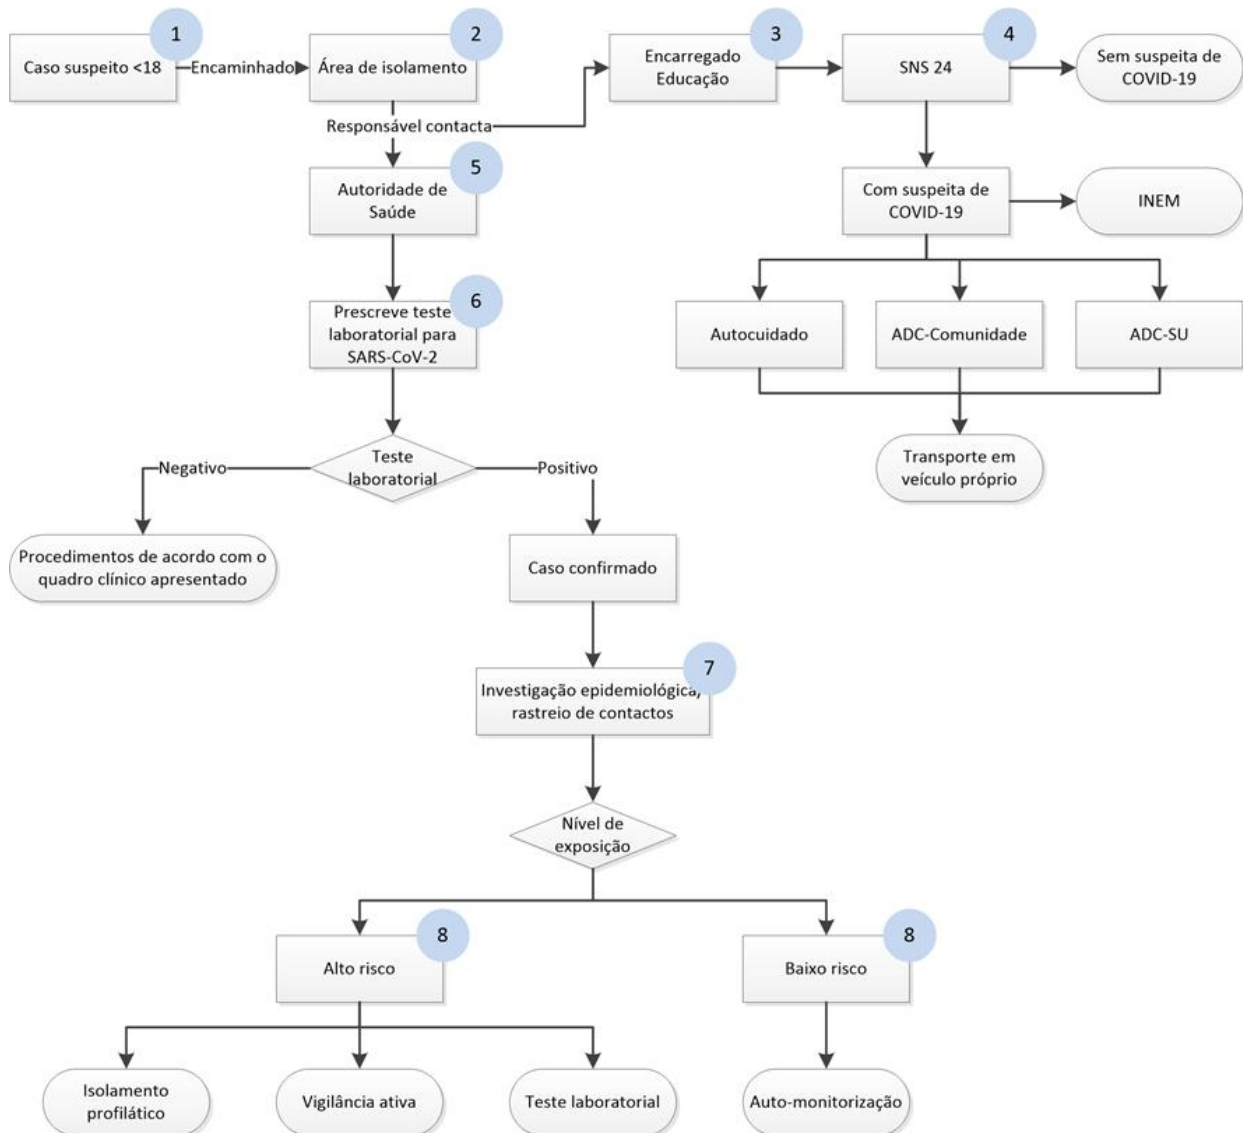 1
2
3
4
Caso suspeito <18
Encaminhado
Área de isolamento
Encarregado
Educação
SNS 24
Sem suspeita de
COVID-19
Responsável contacta
5
Autoridade de
Saúde
Com suspeita de
COVID-19
INEM
6
Prescreve teste
laboratorial para
SARS-CoV-2
Autocuidado
ADC-Comunidade
ADC-SU
Negativo
Teste
laboratorial
Positivo
Transporte em
veículo próprio
Procedimentos de acordo com o
quadro clínico apresentado
Caso confirmado
7
Investigação epidemiológica,
rastreio de contactos
Nível de
exposição
8
8
Alto risco
Baixo risco
Isolamento
profilático
Vigilância ativa
Teste laboratorial
Auto-monitorização